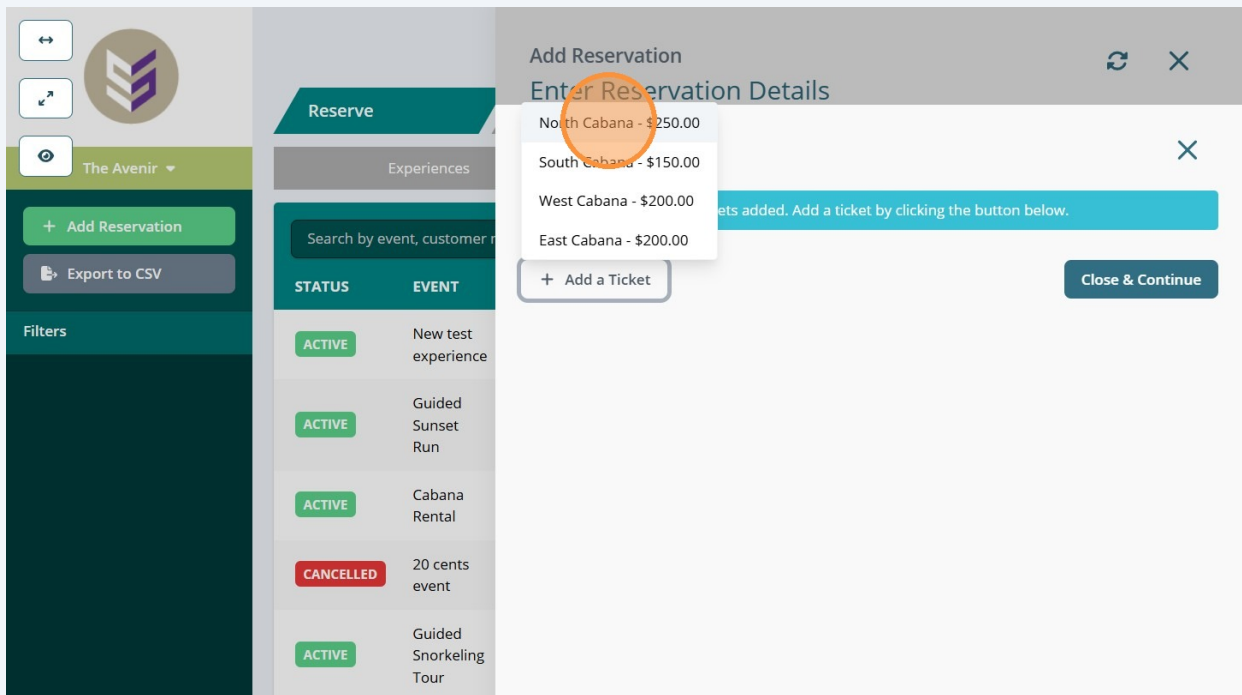 Add Reservation
Enter Reservation Details
Reserve
North Cabana - $250.00
The Avenir
Experiences
South Cabana - $150.00
West Cabana - $200.00
ets added. Add a ticket by clicking the button below.
+ Add Reservation
Search by event, customer
East Cabana - $200.00
Export to CSV
+ Add a Ticket
Close & Continue
STATUS EVENT
Filters
ACTIVE
New test
experience
ACTIVE
Guided
Sunset
Run
ACTIVE
Cabana
Rental
CANCELLED
20 cents
event
ACTIVE
Guided
Snorkeling
Tour